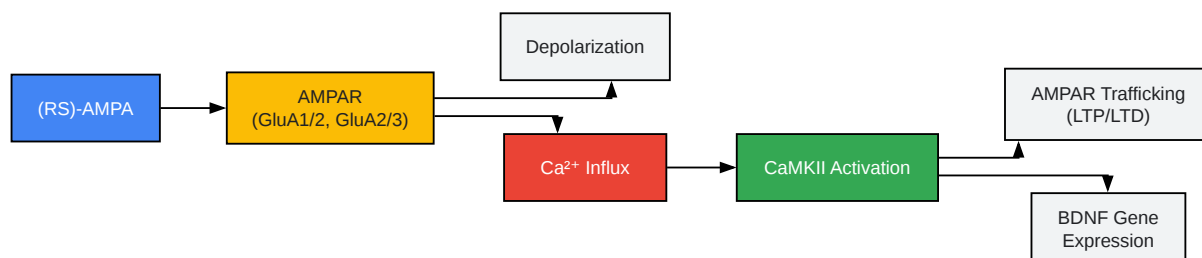 (RS)-AMPA
AMPAR
(GluA1/2, GluA2/3)
Depolarization
Ca²⁺ Influx
CaMKII Activation
AMPAR Trafficking
(LTP/LTD)
BDNF Gene
Expression